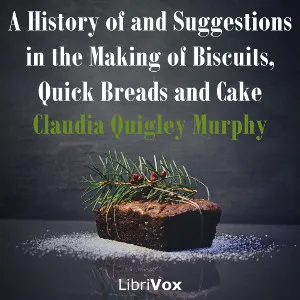 A History of and Suggestions
in the Making of Biscuits,
Quick Breads and Cake
Claudia Quigley Murphy
LibriVox